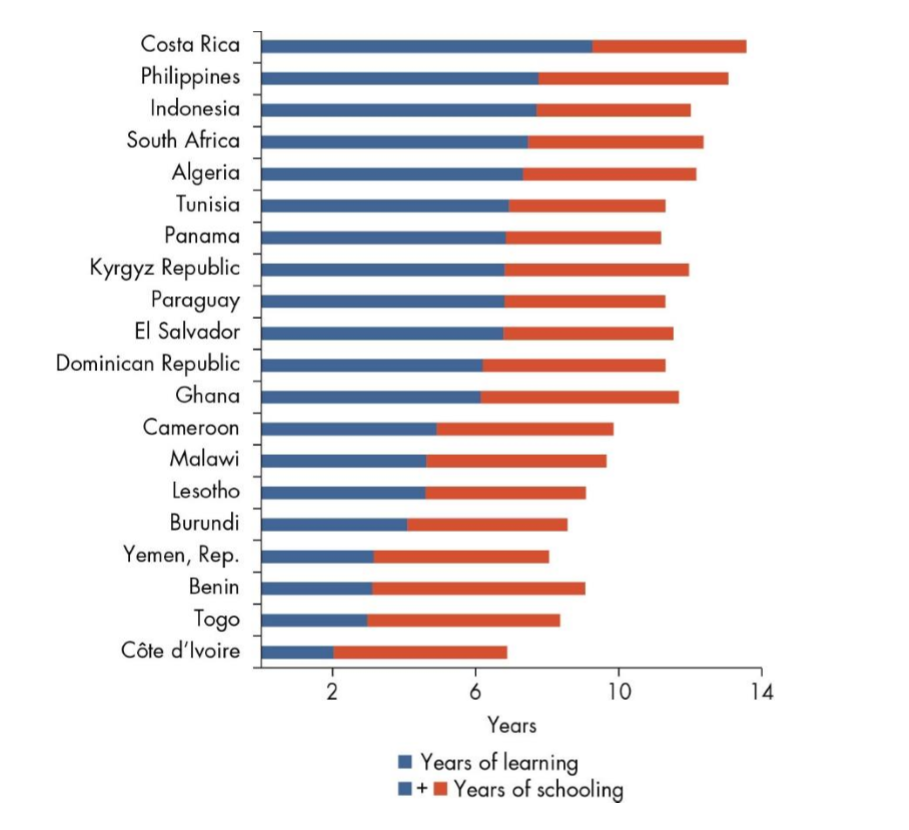 Costa Rica
Philippines
Indonesia
South Africa
Algeria
Tunisia
Panama
Kyrgyz Republic
Paraguay
El Salvador
Dominican Republic
Ghana
Cameroon
Malawi
Lesotho
Burundi
Yemen, Rep.
Benin
Togo
Côte d’Ivoire
2 6 10 14
Years
Years of learning
+ Years of schooling